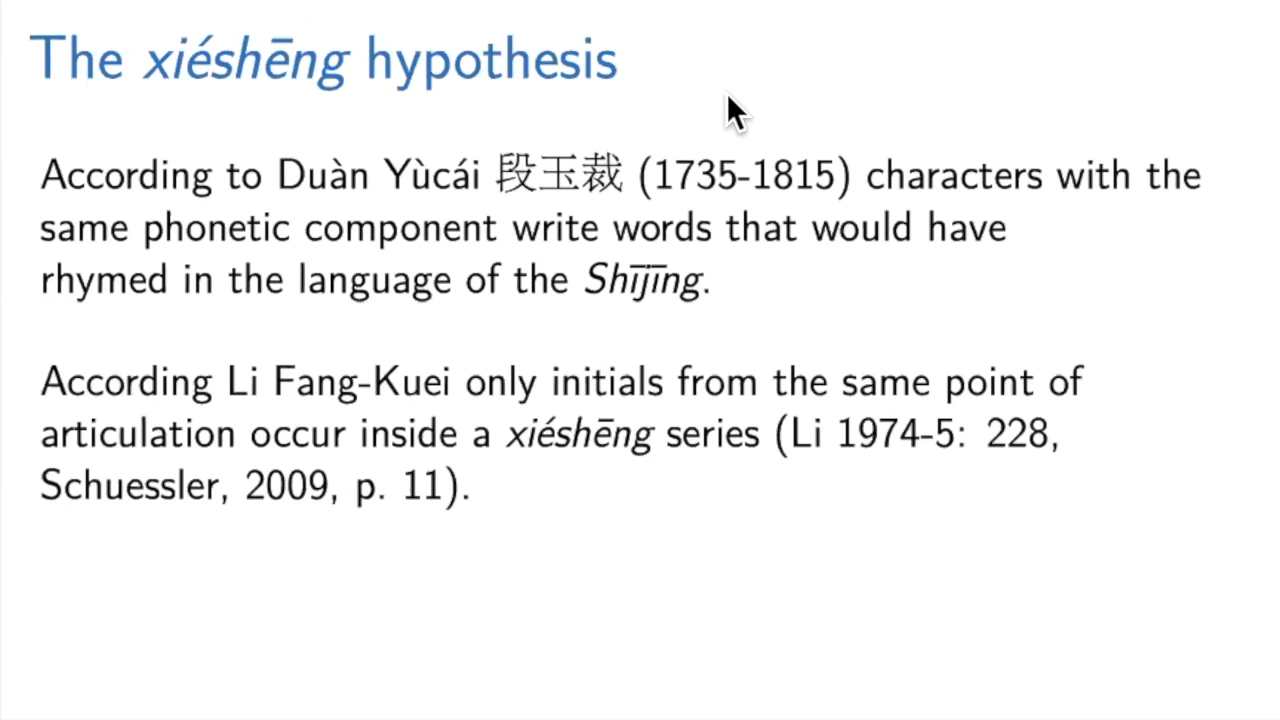 The xiéshēng hypothesis
According to Duàn Yùcái 段玉裁 (1735-1815) characters with the
same phonetic component write words that would have
rhymed in the language of the Shījīng.
According Li Fang-Kuei only initials from the same point of
articulation occur inside a xiéshēng series (Li 1974-5: 228,
Schuessler, 2009, p. 11).